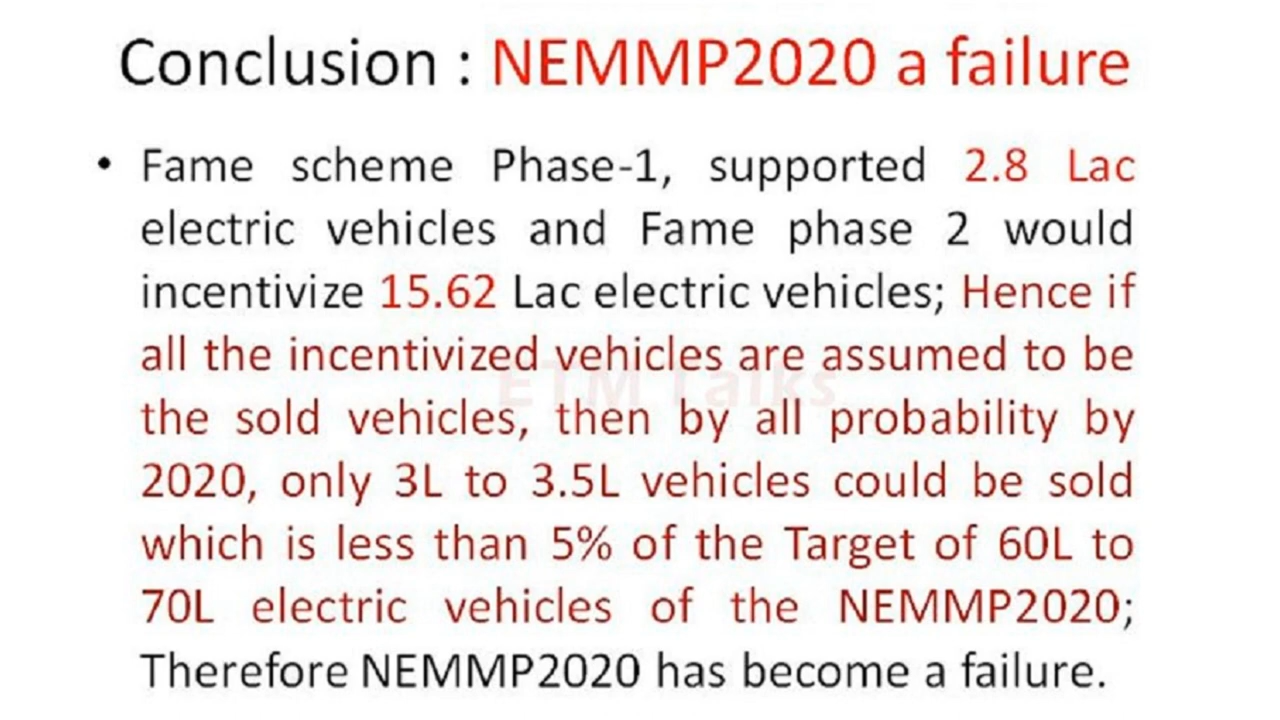 Conclusion : NEMMP2020 a failure
• Fame scheme Phase-1, supported 2.8 Lac
electric vehicles and Fame phase 2 would
incentivize 15.62 Lac electric vehicles; Hence if
all the incentivized vehicles are assumed to be
ETM Talks
the sold vehicles, then by all probability by
2020, only 3L to 3.5L vehicles could be sold
which is less than 5% of the Target of 60L to
70L electric vehicles of the NEMMP2020;
Therefore NEMMP2020 has become a failure.